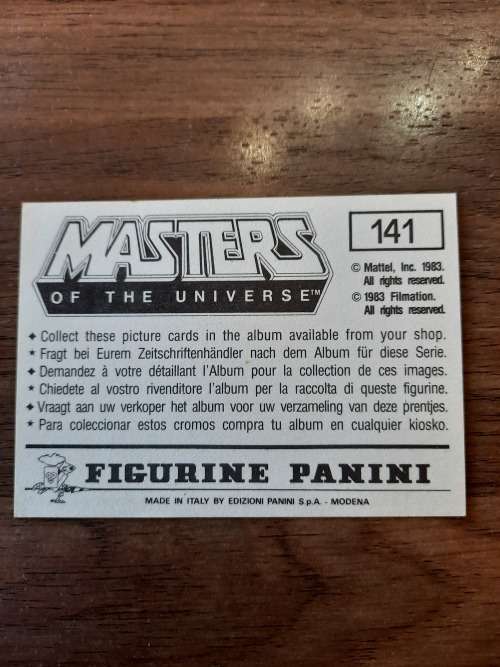 MASTERS
OF THE UNIVERSE™
141
© Mattel, Inc. 1983.
All rights reserved.
© 1983 Filmation.
All rights reserved.
✦ Collect these picture cards in the album available from your shop.
★ Fragt bei Eurem Zeitschriftenhändler nach dem Album für diese Serie.
✦ Demandez à votre détaillant l'Album pour la collection de ces images.
★ Chiedete al vostro rivenditore l'album per la raccolta di queste figurine.
✦ Vraagt aan uw verkoper het album voor uw verzameling van deze prentjes.
★ Para coleccionar estos cromos compra tu album en cualquier kiosko.
FIGURINE PANINI
MADE IN ITALY BY EDIZIONI PANINI S.p.A. - MODENA